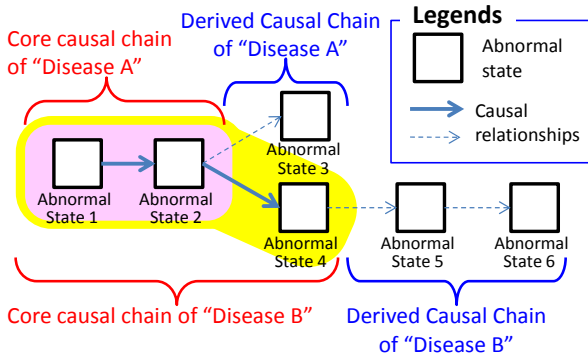 Core causal chain
of “Disease A”
Derived Causal Chain
of “Disease A”
Legends
Abnormal
state
Causal
relationships
Abnormal
State 1
Abnormal
State 2
Abnormal
State 3
Abnormal
State 4
Abnormal
State 5
Abnormal
State 6
Core causal chain of “Disease B”
Derived Causal Chain
of “Disease B”